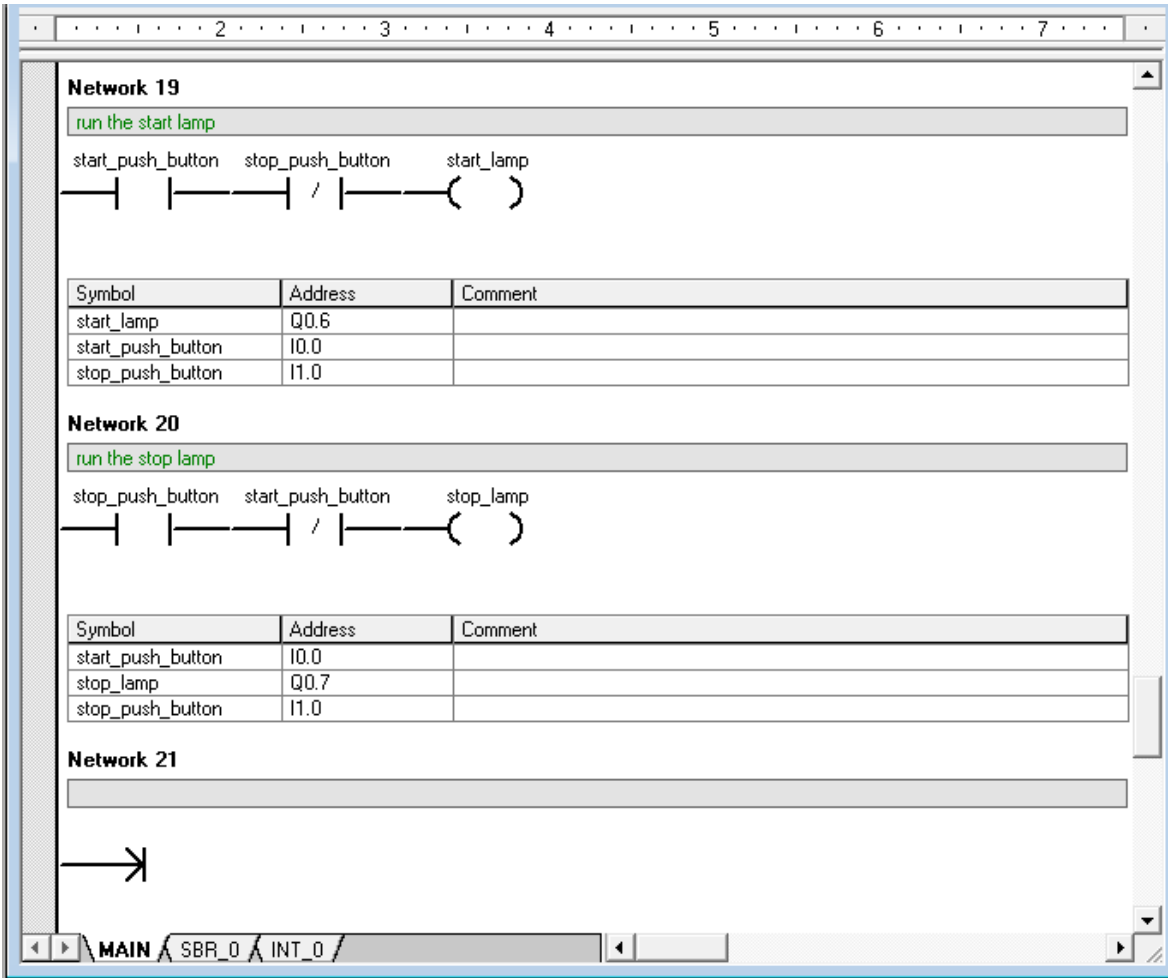 2 3 4 5 6 7
Network 19
run the start lamp
start_push_button stop_push_button start_lamp
/
Symbol Address Comment
start_lamp Q0.6
start_push_button I0.0
stop_push_button I1.0
Network 20
run the stop lamp
stop_push_button start_push_button stop_lamp
/
Symbol Address Comment
start_push_button I0.0
stop_lamp Q0.7
stop_push_button I1.0
Network 21
MAIN SBR_0 INT_0